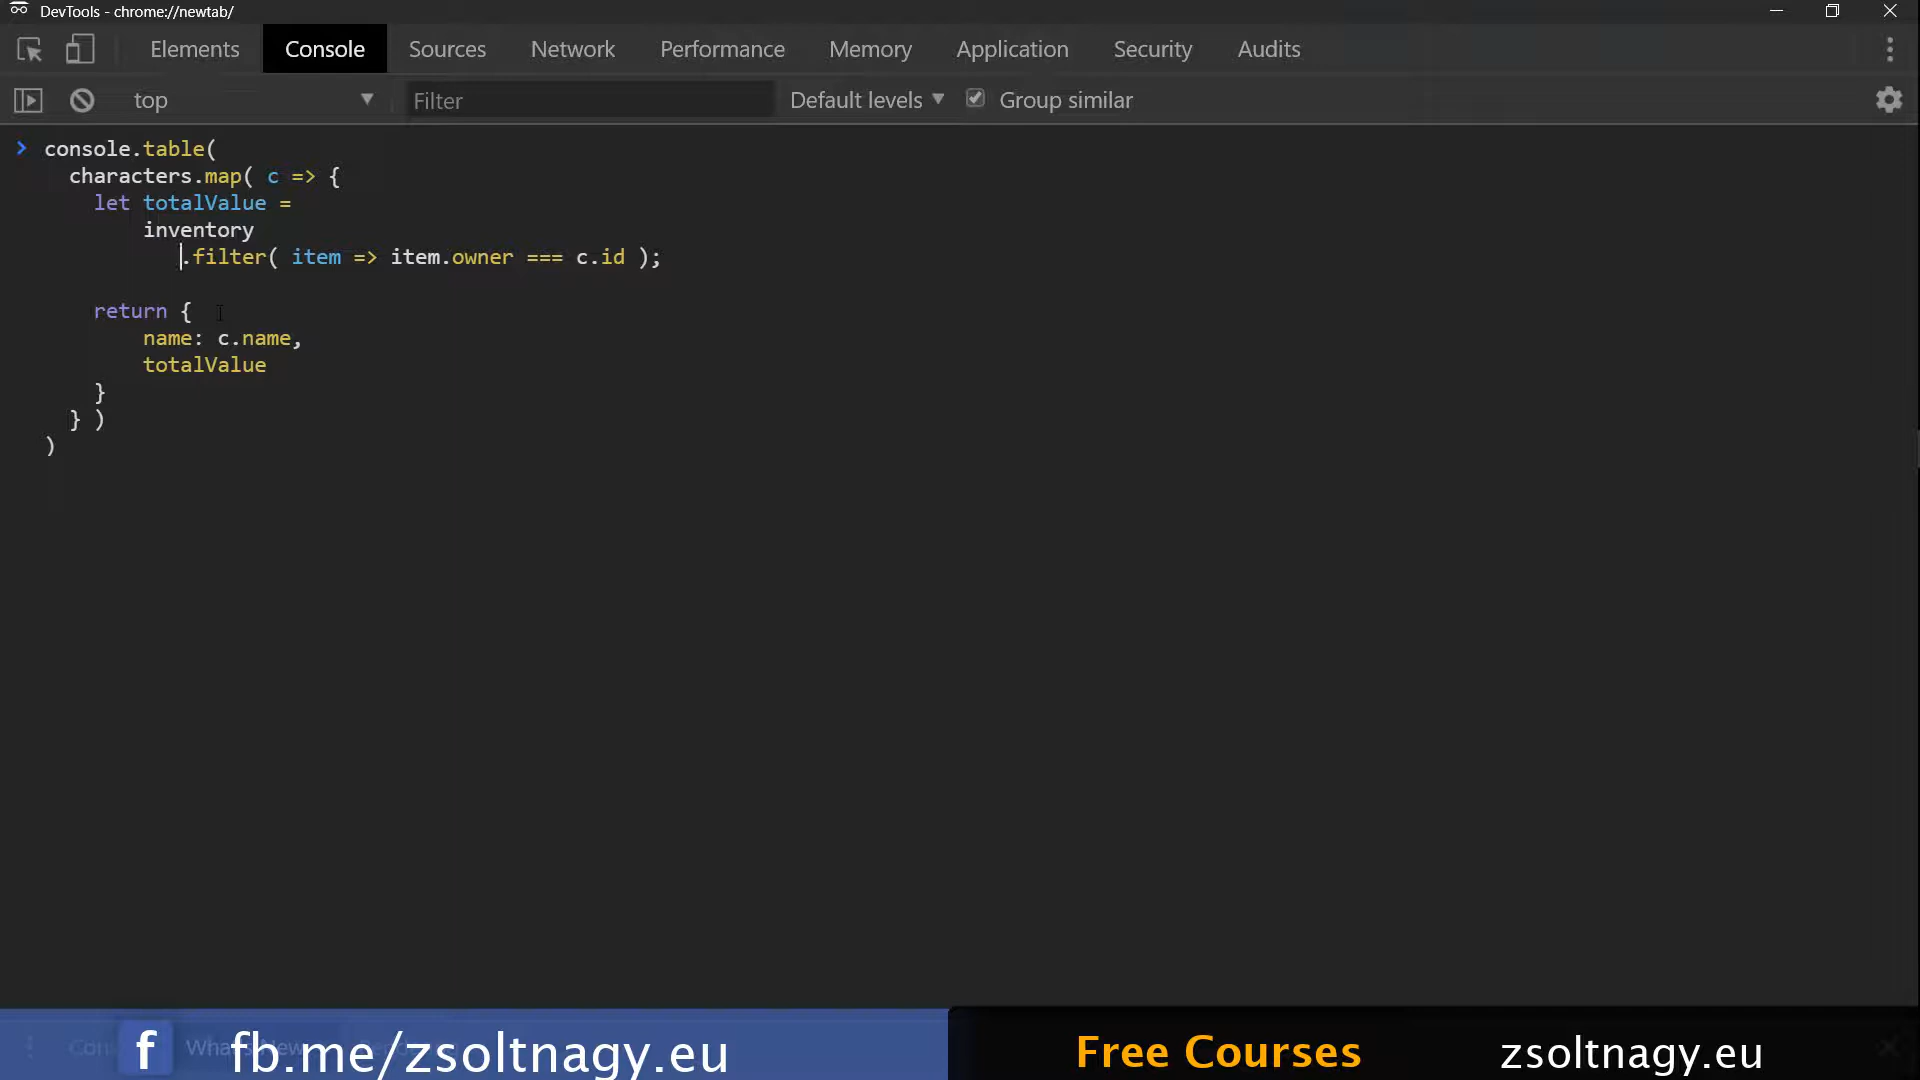 DevTools - chrome://newtab/
Elements Console Sources Network Performance Memory Application Security Audits
top Filter Default levels Group similar
console.table(
characters.map( c => {
let totalValue =
inventory
.filter( item => item.owner === c.id );
return {
name: c.name,
totalValue
}
} )
)
f fb.me/zsoltnagy.eu Free Courses zsoltnagy.eu